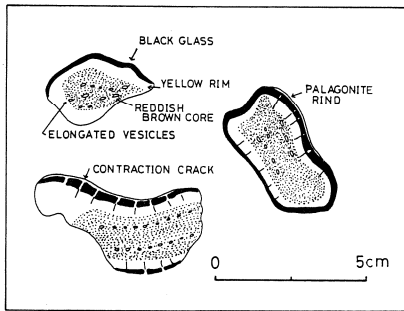 BLACK GLASS
YELLOW RIM
REDDISH
BROWN CORE
ELONGATED VESICLES
PALAGONITE
RIND
CONTRACTION CRACK
0 5cm